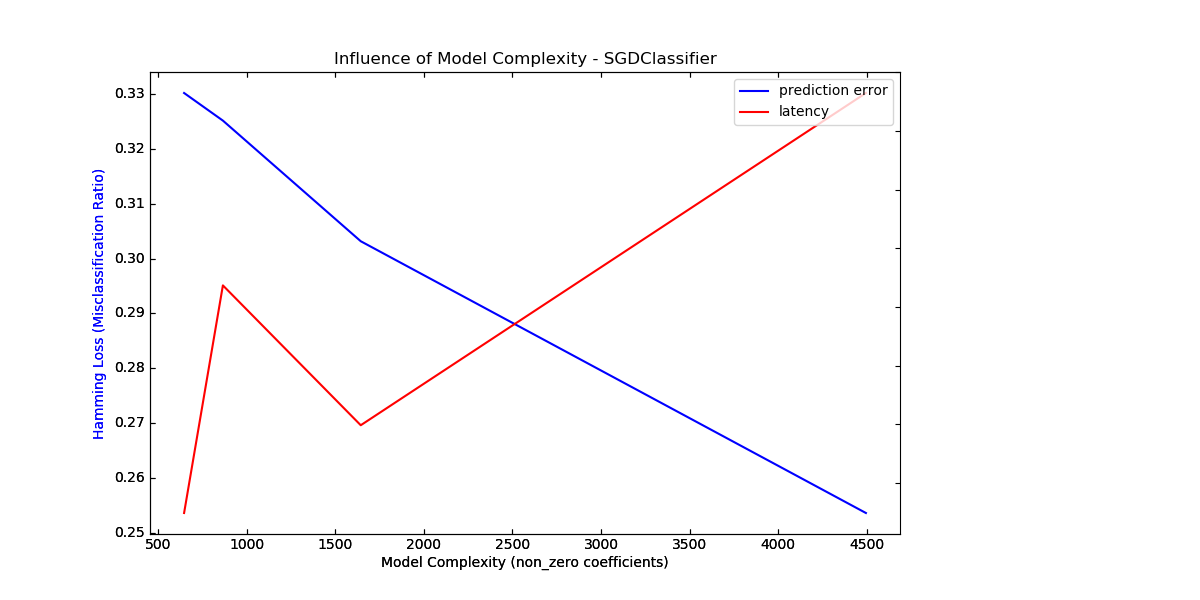 Influence of Model Complexity - SGDClassifier
prediction error
latency
Hamming Loss (Misclassification Ratio)
0.33
0.32
0.31
0.30
0.29
0.28
0.27
0.26
0.25
500 1000 1500 2000 2500 3000 3500 4000 4500
Model Complexity (non_zero coefficients)